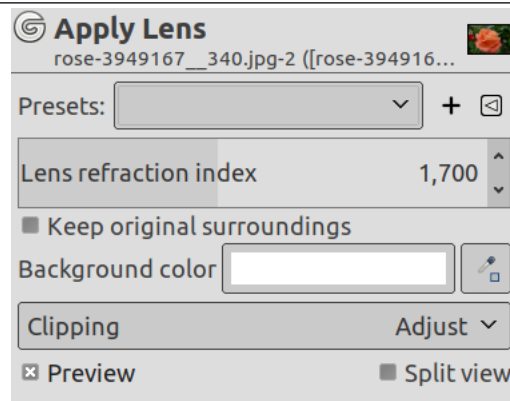 Apply Lens
rose-3949167__340.jpg-2 ([rose-394916...
Presets:
Lens refraction index 1,700
Keep original surroundings
Background color
Clipping Adjust
Preview Split view